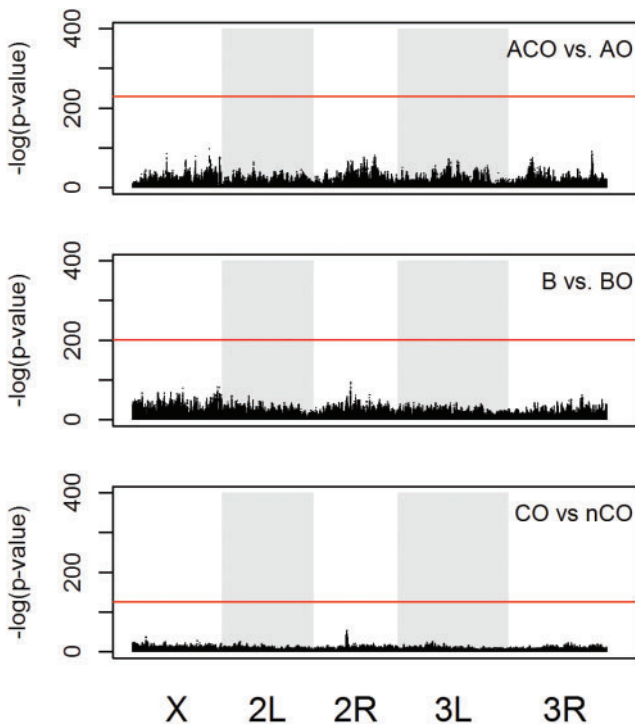 400
200
0
-log(p-value)
ACO vs. AO
400
200
0
-log(p-value)
B vs. BO
400
200
0
-log(p-value)
CO vs nCO
X 2L 2R 3L 3R